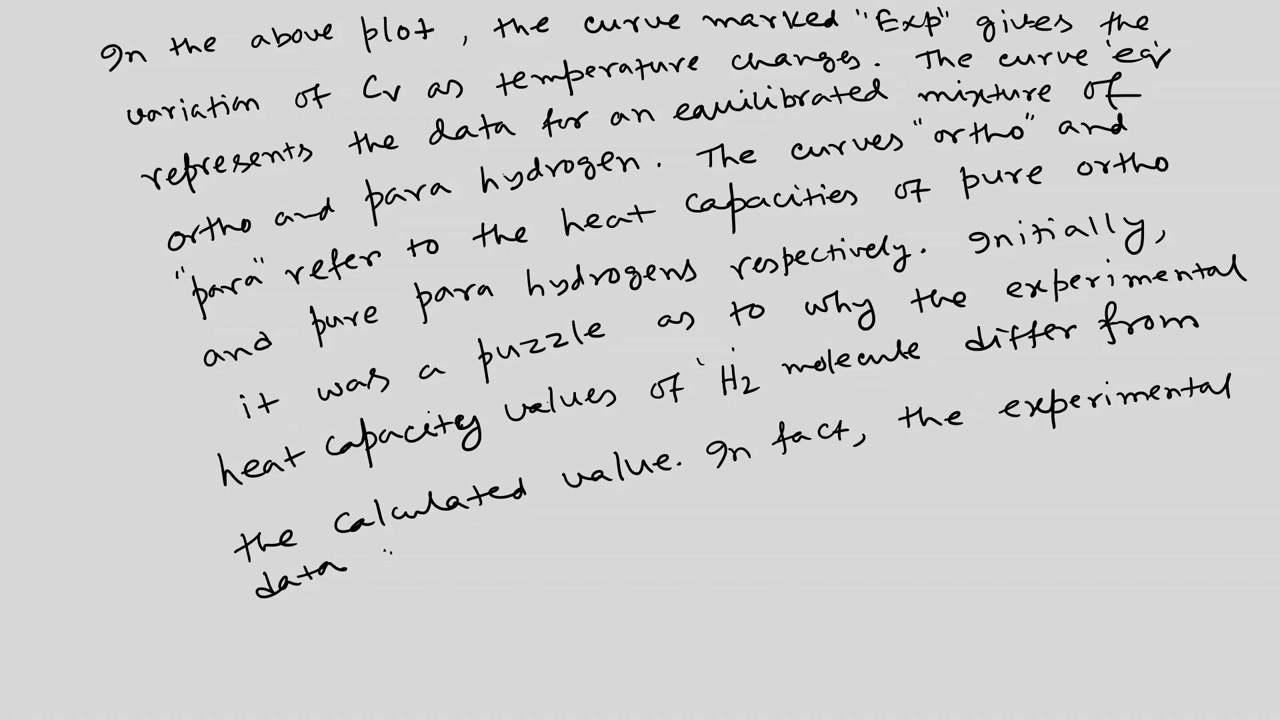 In the above plot, the curve marked "Exp" gives the
variation of Cv as temperature changes. The curve 'eq'
represents the data for an equilibrated mixture of
ortho and para hydrogen. The curves "ortho" and
"para" refer to the heat capacities of pure ortho
and pure para hydrogens respectively. Initially,
it was a puzzle as to why the experimental
heat capacity values of H2 molecule differ from
the calculated value. In fact, the experimental
data